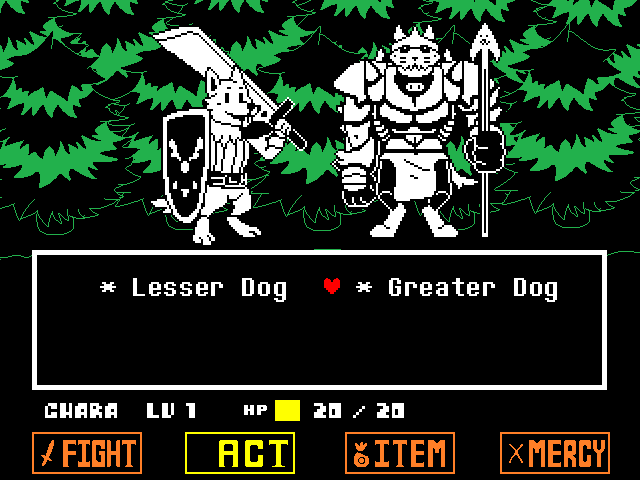 * Lesser Dog * Greater Dog
CHARA LV 1 HP 20 / 20
FIGHT ACT ITEM MERCY